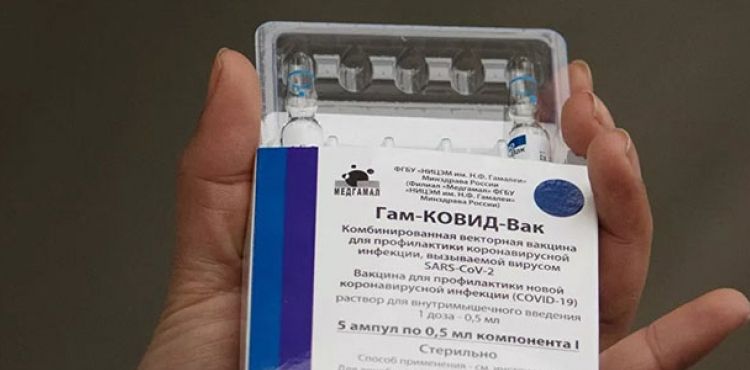 ФГБУ «НИЦЭМ им. Н.Ф. Гамалеи»
Минздрава России
(Филиал «Медгамал» ФГБУ
«НИЦЭМ им. Н.Ф. Гамалеи»
Минздрава России)
МЕДГАМАЛ
Гам-КОВИД-Вак
Комбинированная векторная вакцина
для профилактики коронавирусной
инфекции, вызываемой вирусом
SARS-CoV-2
Вакцина для профилактики новой
коронавирусной инфекции (COVID-19)
раствор для внутримышечного введения
1 доза - 0,5 мл
5 ампул по 0,5 мл компонента I
Стерильно
Способ применения - см.